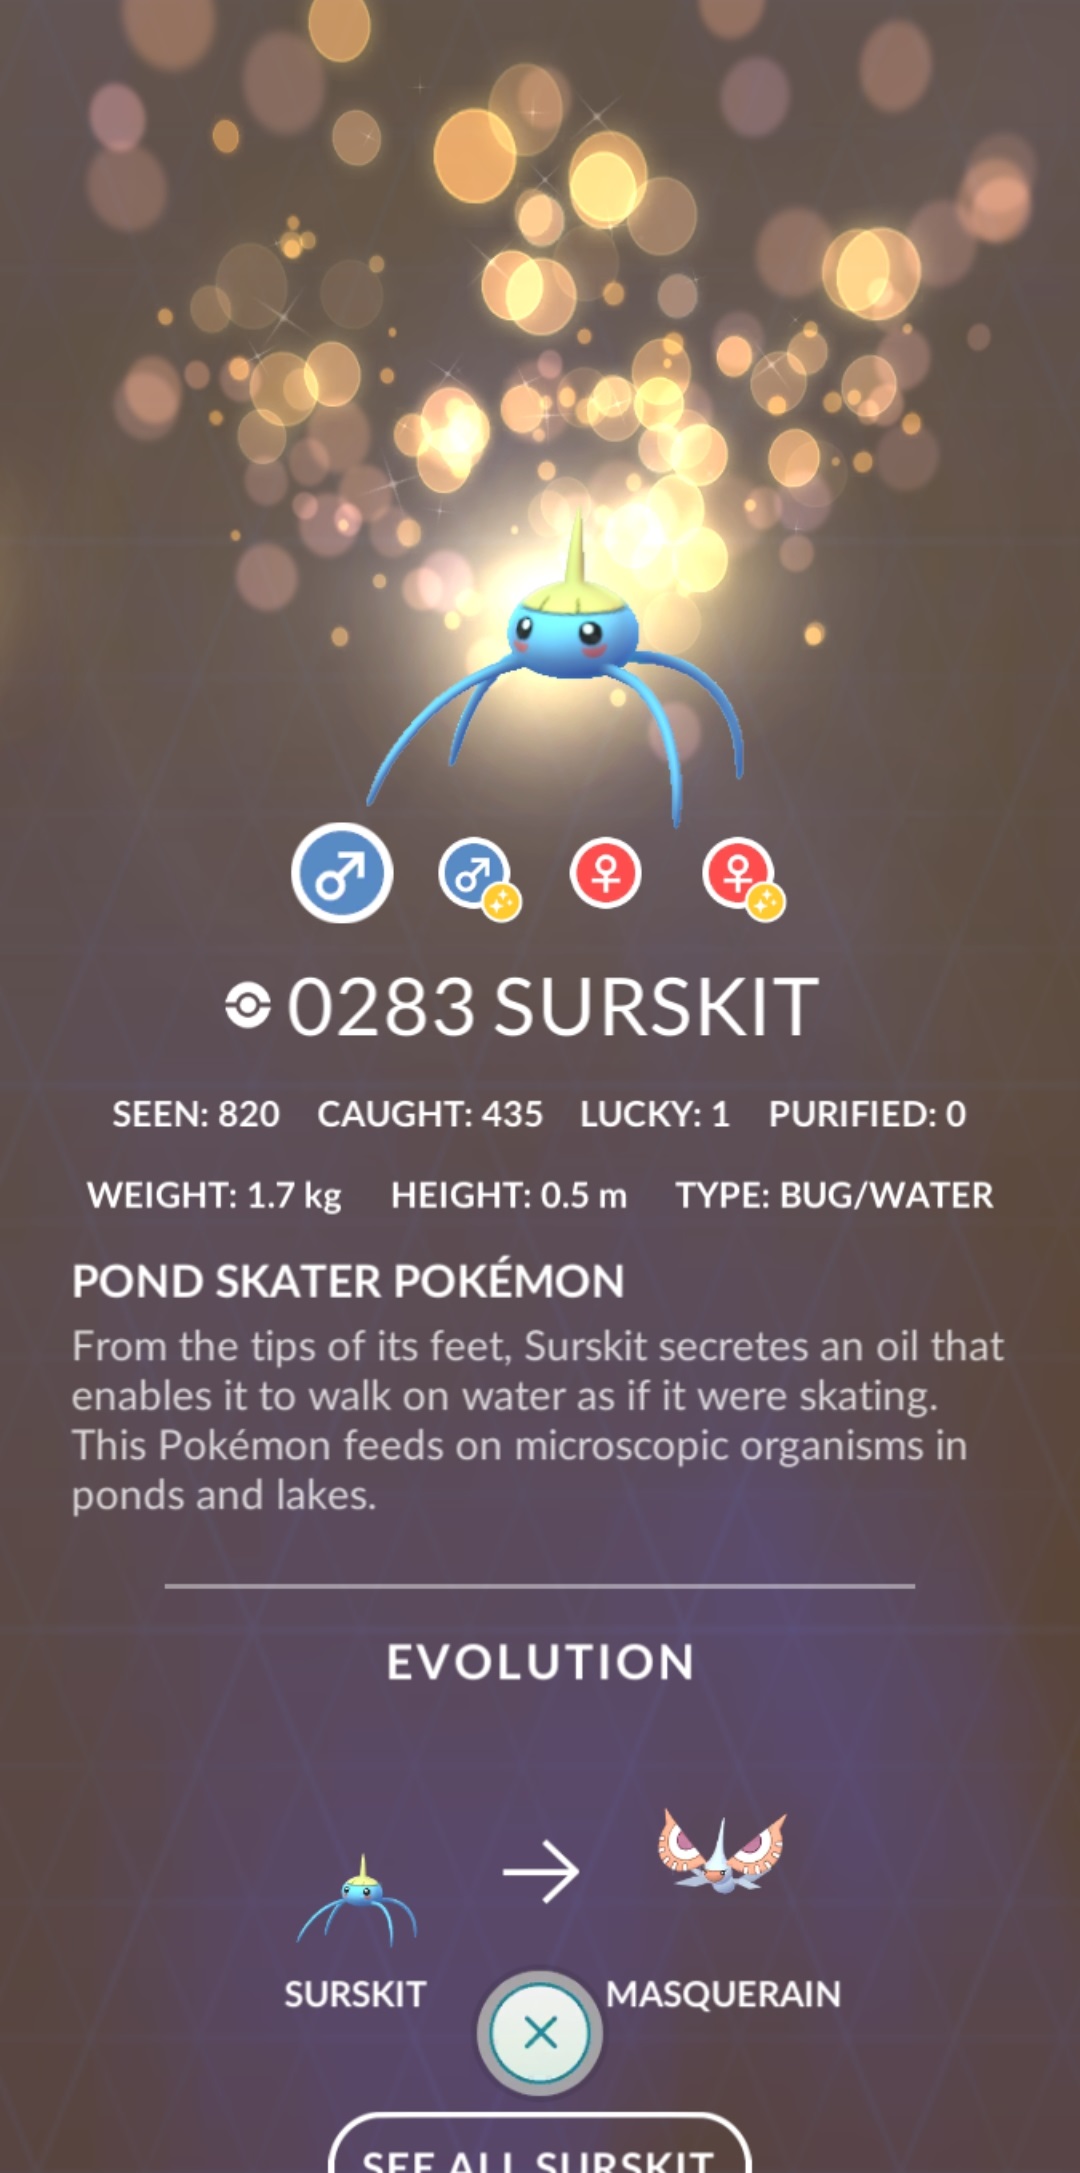 0283 SURSKIT
SEEN: 820 CAUGHT: 435 LUCKY: 1 PURIFIED: 0
WEIGHT: 1.7 kg HEIGHT: 0.5 m TYPE: BUG/WATER
POND SKATER POKÉMON
From the tips of its feet, Surskit secretes an oil that
enables it to walk on water as if it were skating.
This Pokémon feeds on microscopic organisms in
ponds and lakes.
EVOLUTION
SURSKIT MASQUERAIN
SEE ALL SURSKIT